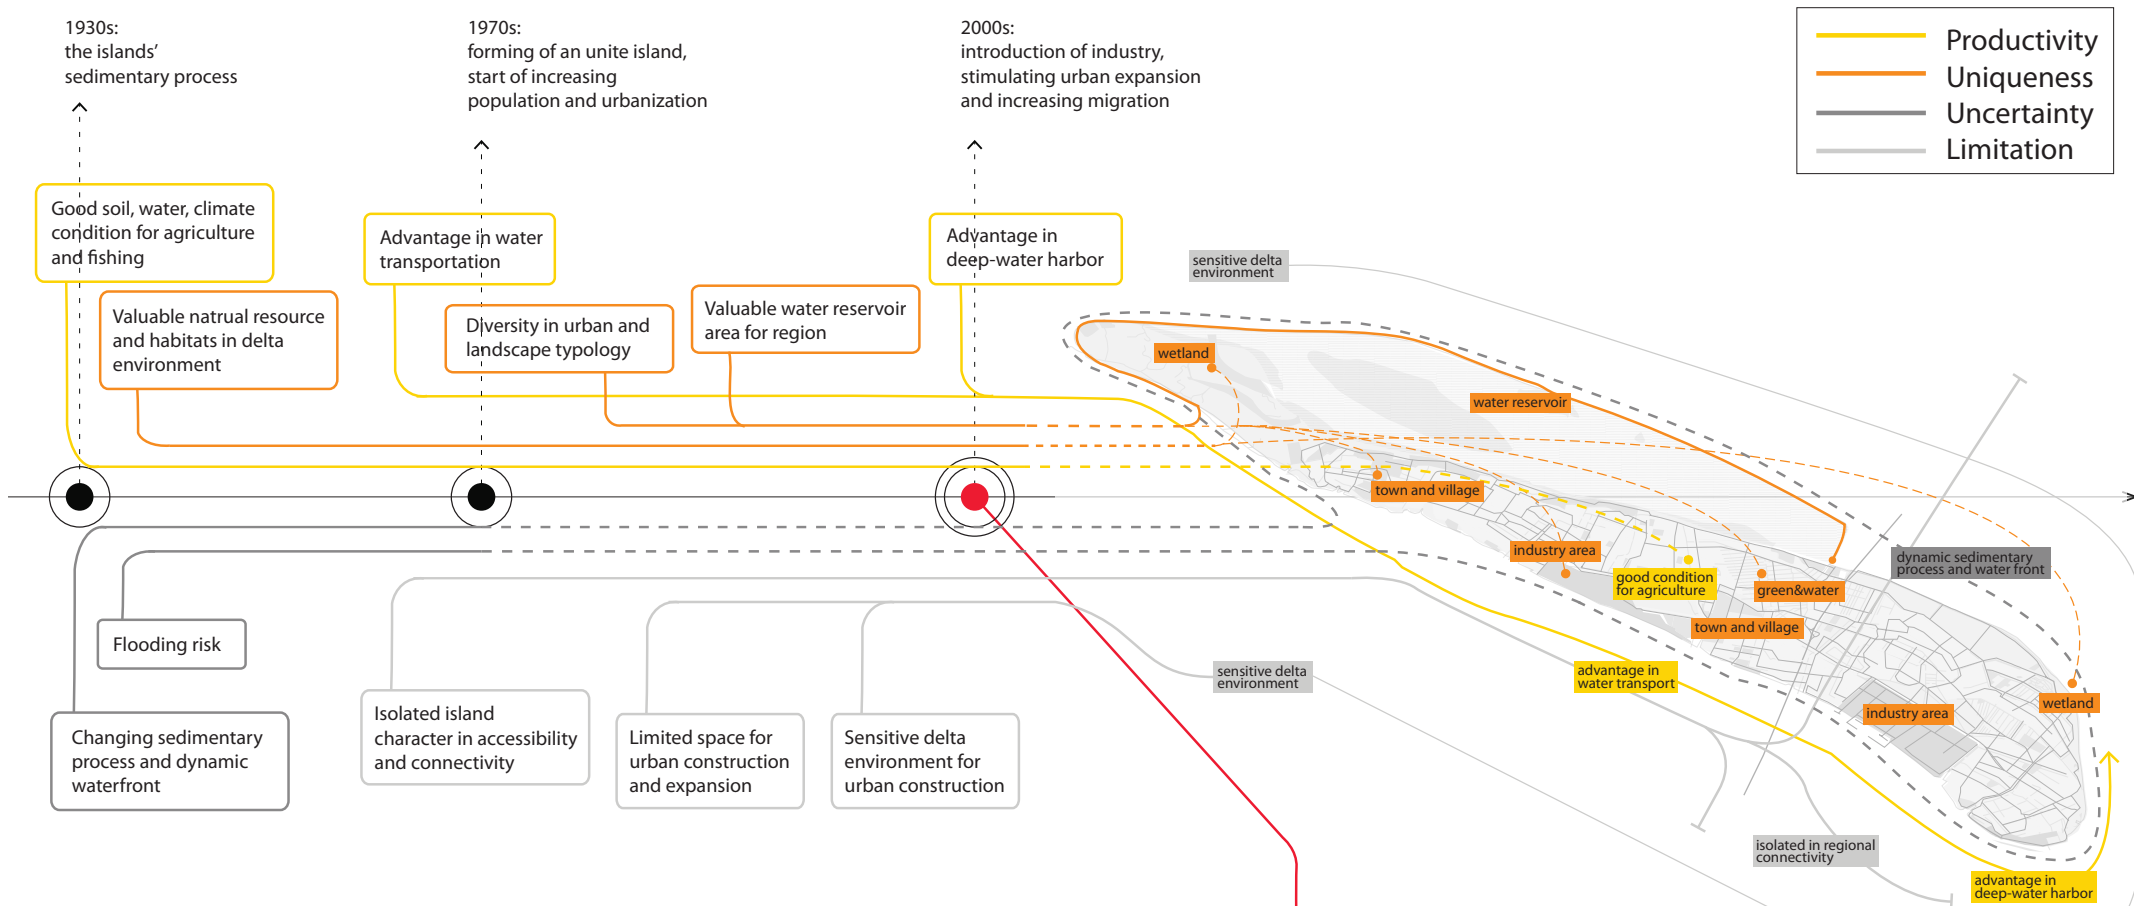 1930s:
the islands’
sedimentary process
1970s:
forming of an unite island,
start of increasing
population and urbanization
2000s:
introduction of industry,
stimulating urban expansion
and increasing migration
Productivity
Uniqueness
Uncertainty
Limitation
Good soil, water, climate
condition for agriculture
and fishing
Advantage in water
transportation
Advantage in
deep-water harbor
Valuable natrual resource
and habitats in delta
environment
Diversity in urban and
landscape typology
Valuable water reservoir
area for region
sensitive delta
environment
wetland
water reservoir
town and village
industry area
good condition
for agriculture
green&water
dynamic sedimentary
process and water front
town and village
advantage in
water transport
sensitive delta
environment
industry area
wetland
isolated in regional
connectivity
advantage in
deep-water harbor
Flooding risk
Changing sedimentary
process and dynamic
waterfront
Isolated island
character in accessibility
and connectivity
Limited space for
urban construction
and expansion
Sensitive delta
environment for
urban construction